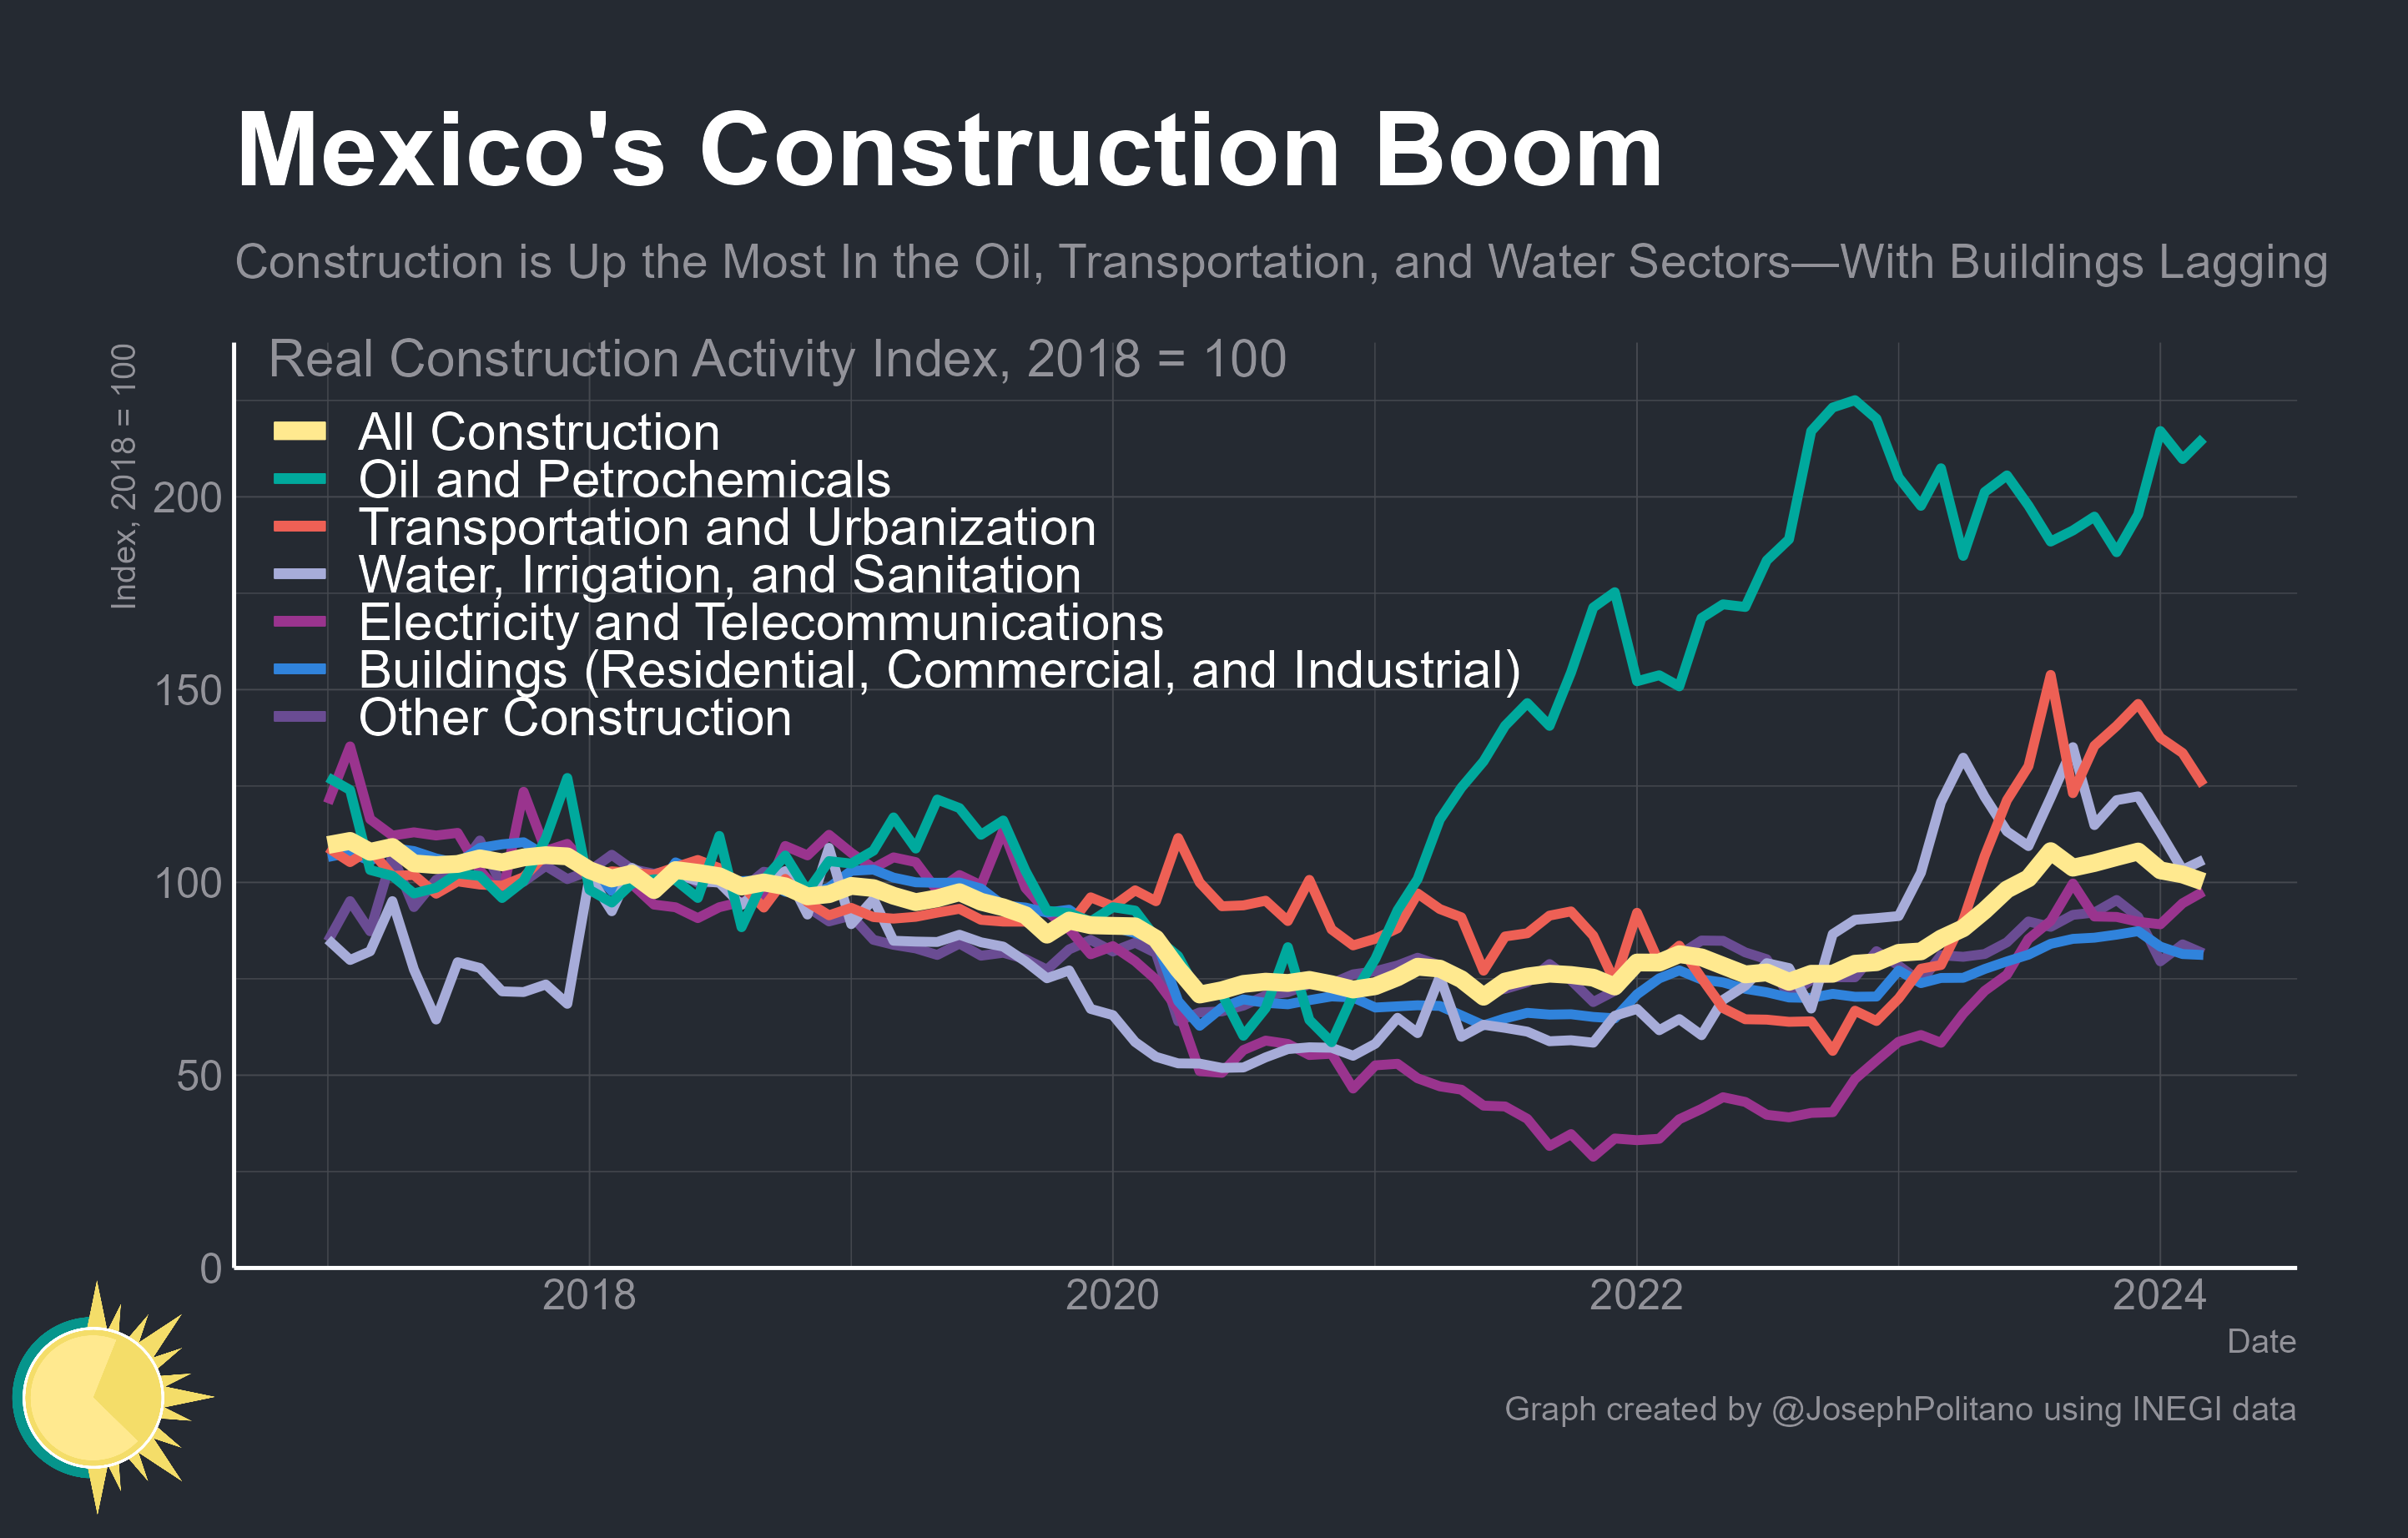 Mexico's Construction Boom
Construction is Up the Most In the Oil, Transportation, and Water Sectors—With Buildings Lagging
Index, 2018 = 100
Real Construction Activity Index, 2018 = 100
All Construction
Oil and Petrochemicals
Transportation and Urbanization
Water, Irrigation, and Sanitation
Electricity and Telecommunications
Buildings (Residential, Commercial, and Industrial)
Other Construction
200
150
100
50
0
2018 2020 2022 2024
Date
Graph created by @JosephPolitano using INEGI data